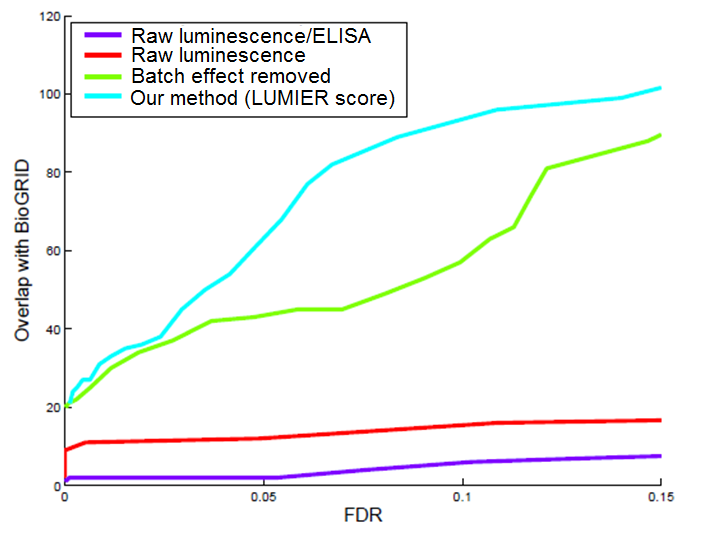 120
Raw luminescence/ELISA
Raw luminescence
Batch effect removed
Our method (LUMIER score)
100
80
60
40
20
0
Overlap with BioGRID
0
0.05
0.1
0.15
FDR